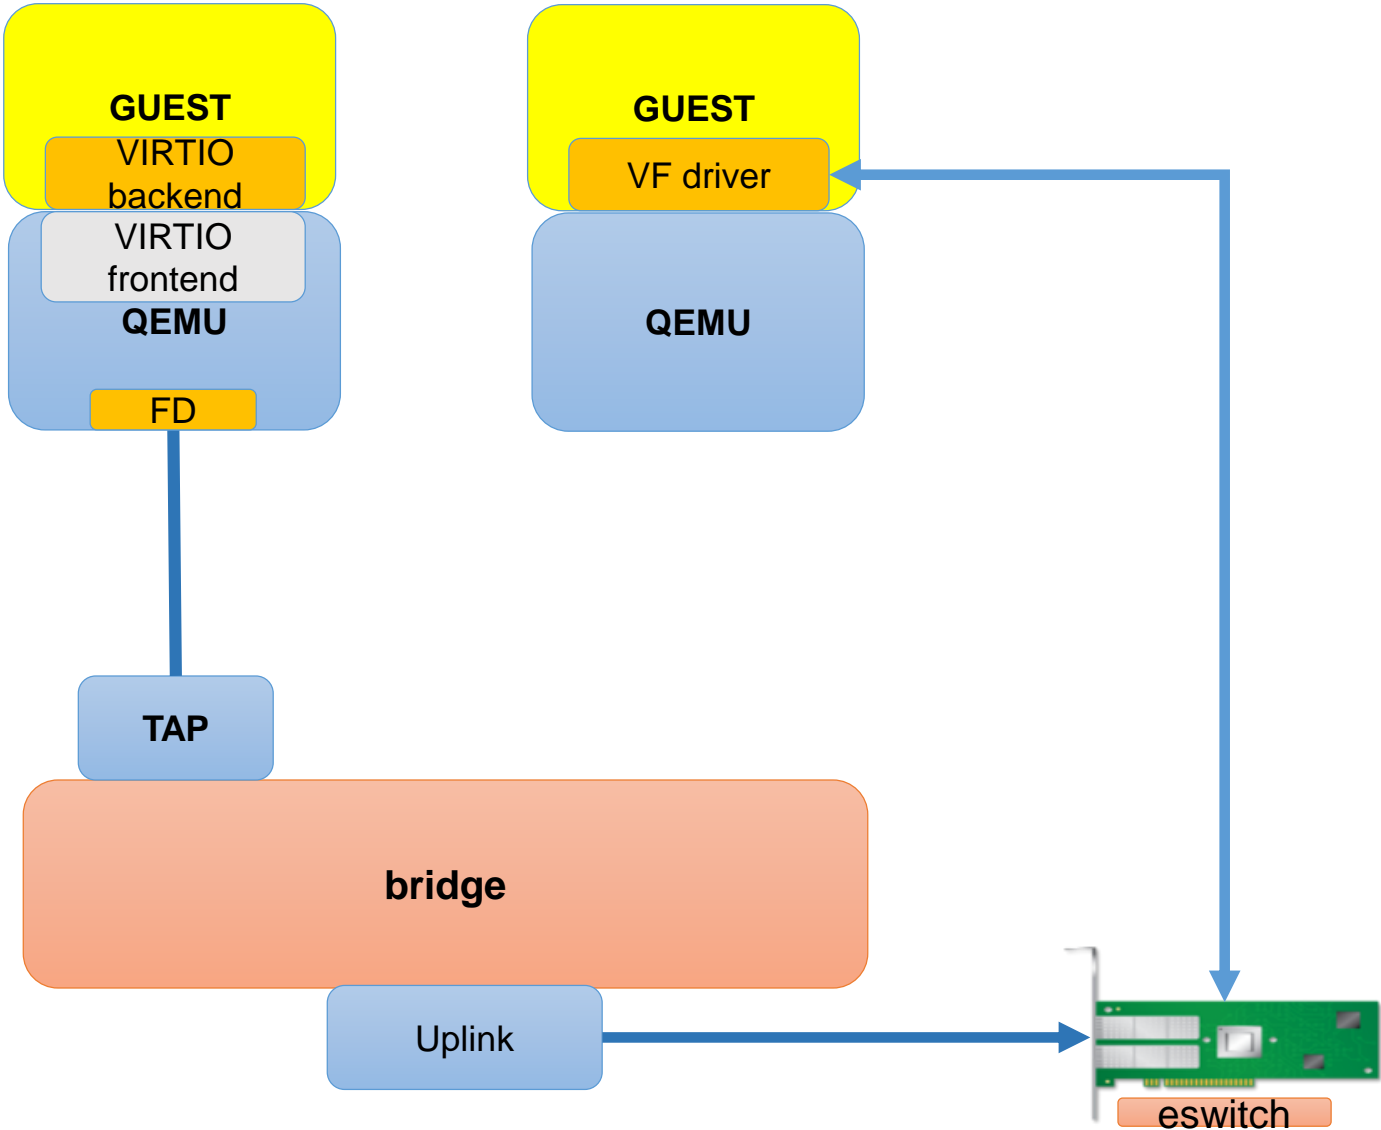 GUEST
VIRTIO
backend
VIRTIO
frontend
QEMU
FD
TAP
GUEST
VF driver
QEMU
bridge
Uplink
eswitch